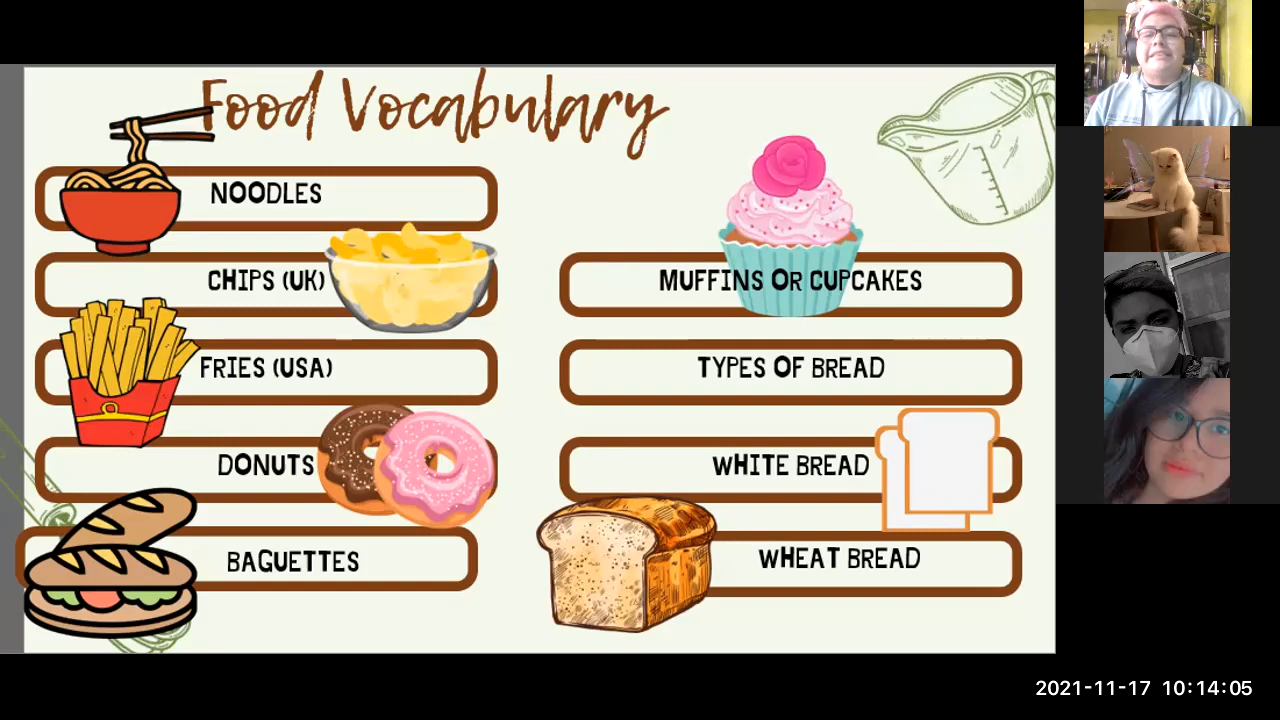 Food Vocabulary
NOODLES
CHIPS (UK)
FRIES (USA)
DONUTS
BAGUETTES
MUFFINS OR CUPCAKES
TYPES OF BREAD
WHITE BREAD
WHEAT BREAD
2021-11-17 10:14:05